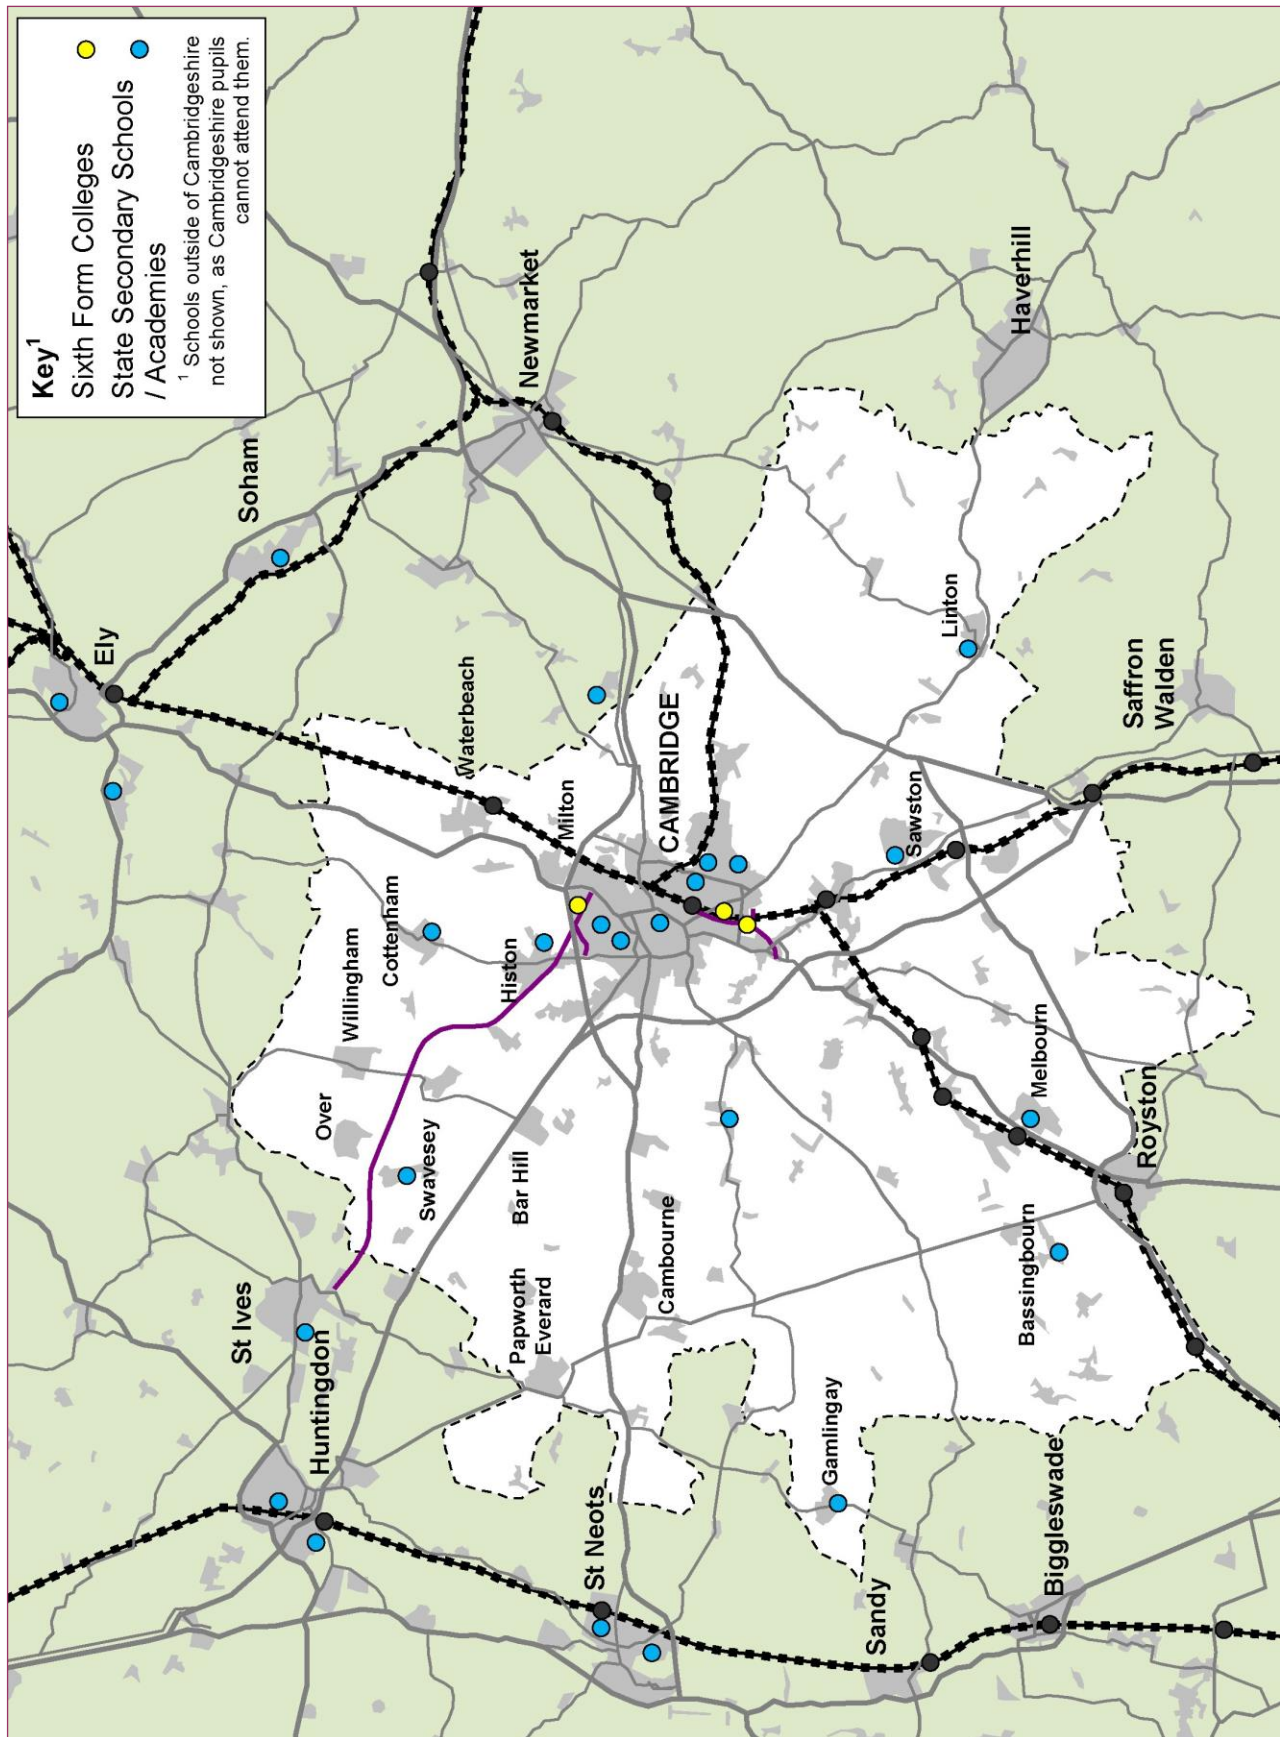 Key¹
Sixth Form Colleges
State Secondary Schools
/ Academies
¹ Schools outside of Cambridgeshire
not shown, as Cambridgeshire pupils
cannot attend them.
Ely
Soham
Newmarket
Haverhill
Waterbeach
Milton
CAMBRIDGE
Linton
Saffron
Walden
Sawston
Cottenham
Willingham
Histon
Over
Swavesey
Bar Hill
Melbourn
Royston
St Ives
Huntingdon
Papworth
Everard
Cambourne
Bassingbourn
Gamlingay
St Neots
Sandy
Biggleswade